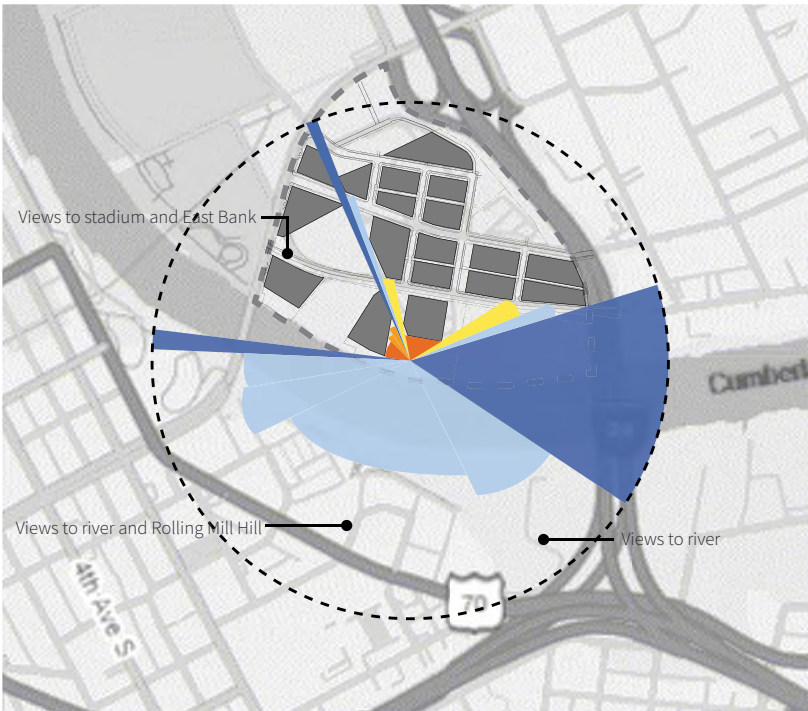 Views to stadium and East Bank
Cumberl
Views to river and Rolling Mill Hill
Views to river
4th Ave S
70